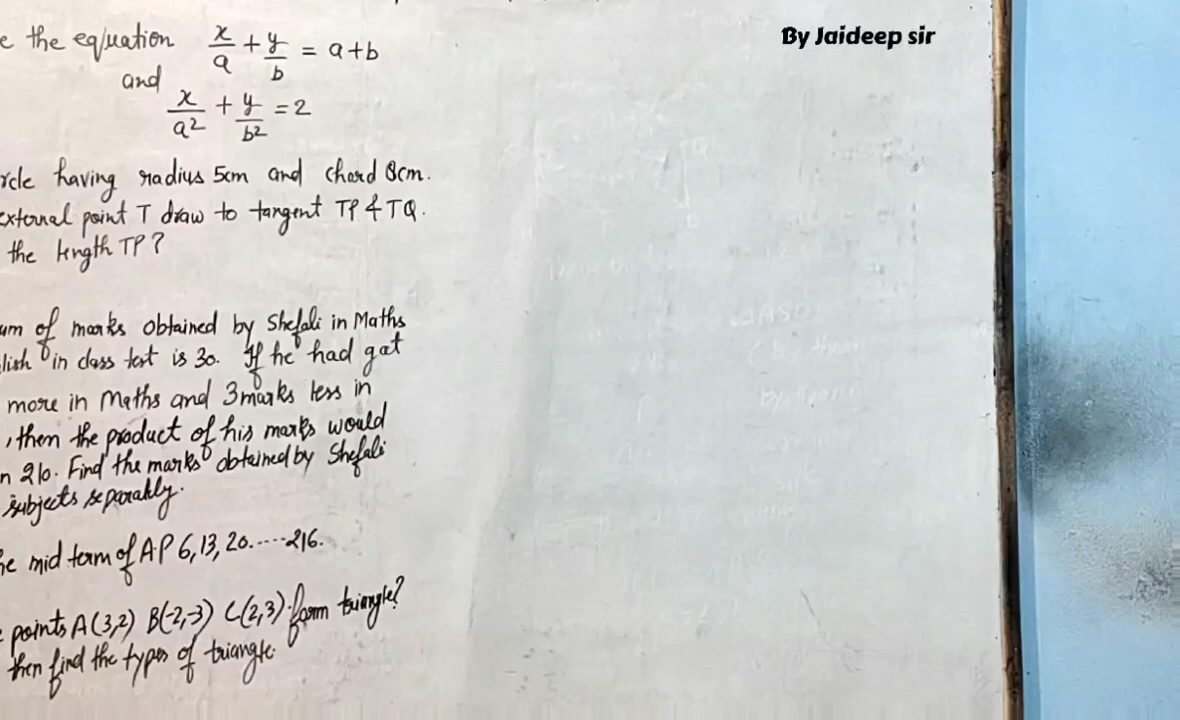 e the equation x/a + y/b = a+b
and
x/a² + y/b² = 2
By Jaideep sir
rcle having radius 5cm and chord 8cm.
external point T draw to tangent TP & TQ.
the length TP?
um of marks obtained by Shefali in Maths
lish in class test is 30. If he had got
more in Maths and 3 marks less in
, then the product of his marks would
n 210. Find the marks obtained by Shefali
subjects separately.
he mid term of A.P 6, 13, 20.....216.
points A(3,2) B(-2,-3) C(2,3) form triangle?
then find the types of triangle.